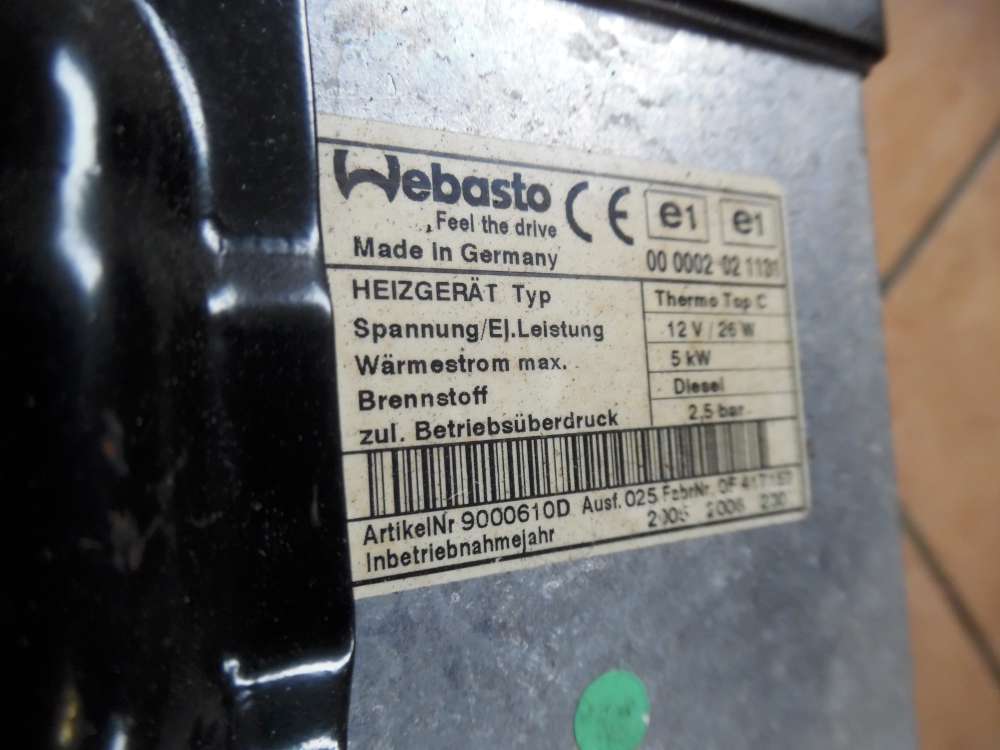 Webasto
Feel the drive
CE e1 e1
Made in Germany 00 0002 02 1131
HEIZGERÄT Typ Thermo Top C
Spannung/El.Leistung 12 V / 26 W
Wärmestrom max. 5 kW
Brennstoff Diesel
zul. Betriebsüberdruck 2,5 bar
ArtikelNr 9000610D Ausf. 025 FabrNr.
Inbetriebnahmejahr 2005 2006